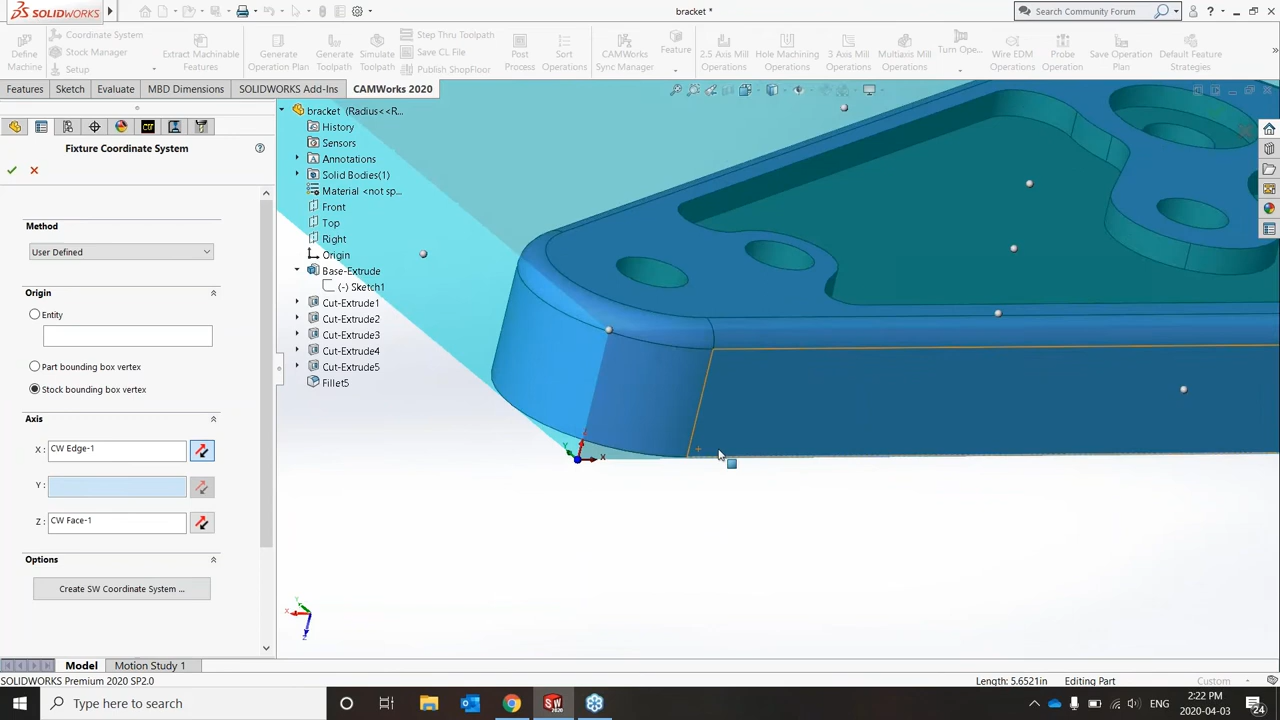 SOLIDWORKS
bracket *
Search Community Forum
Define Machine
Coordinate System
Stock Manager
Setup
Extract Machinable Features
Generate Operation Plan
Generate Toolpath
Simulate Toolpath
Step Thru Toolpath
Save CL File
Publish ShopFloor
Post Process
Sort Operations
CAMWorks Sync Manager
Feature
2.5 Axis Mill Operations
Hole Machining Operations
3 Axis Mill Operations
Multiaxis Mill Operations
Turn Ope...
Wire EDM Operations
Probe Operation
Save Operation Plan
Default Feature Strategies
Features
Sketch
Evaluate
MBD Dimensions
SOLIDWORKS Add-Ins
CAMWorks 2020
Fixture Coordinate System
Method
User Defined
Origin
Entity
Part bounding box vertex
Stock bounding box vertex
Axis
X : CW Edge-1
Y :
Z : CW Face-1
Options
Create SW Coordinate System ...
bracket (Radius<<R...
History
Sensors
Annotations
Solid Bodies(1)
Material <not sp...
Front
Top
Right
Origin
Base-Extrude
(-) Sketch1
Cut-Extrude1
Cut-Extrude2
Cut-Extrude3
Cut-Extrude4
Cut-Extrude5
Fillet5
Y
X
Y
X
Z
Model
Motion Study 1
SOLIDWORKS Premium 2020 SP2.0
Length: 5.6521in
Editing Part
Custom
Type here to search
ENG
2:22 PM
2020-04-03
24